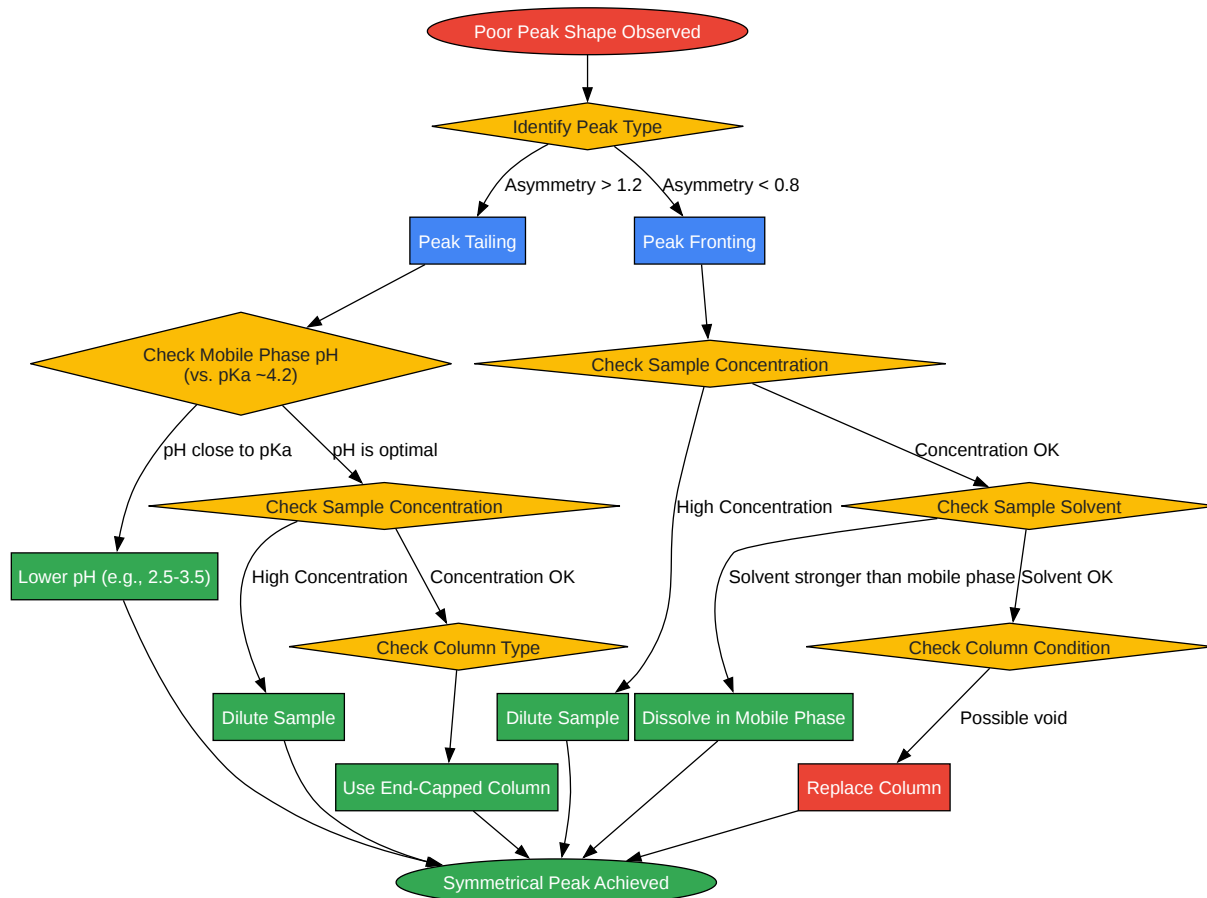 Poor Peak Shape Observed
Identify Peak Type
Asymmetry > 1.2
Asymmetry < 0.8
Peak Tailing
Peak Fronting
Check Mobile Phase pH
(vs. pKa ~4.2)
Check Sample Concentration
pH close to pKa
pH is optimal
Concentration OK
Check Sample Concentration
High Concentration
Check Sample Solvent
Lower pH (e.g., 2.5-3.5)
High Concentration
Concentration OK
Solvent stronger than mobile phase
Solvent OK
Check Column Type
Check Column Condition
Dilute Sample
Dilute Sample
Dissolve in Mobile Phase
Possible void
Use End-Capped Column
Replace Column
Symmetrical Peak Achieved